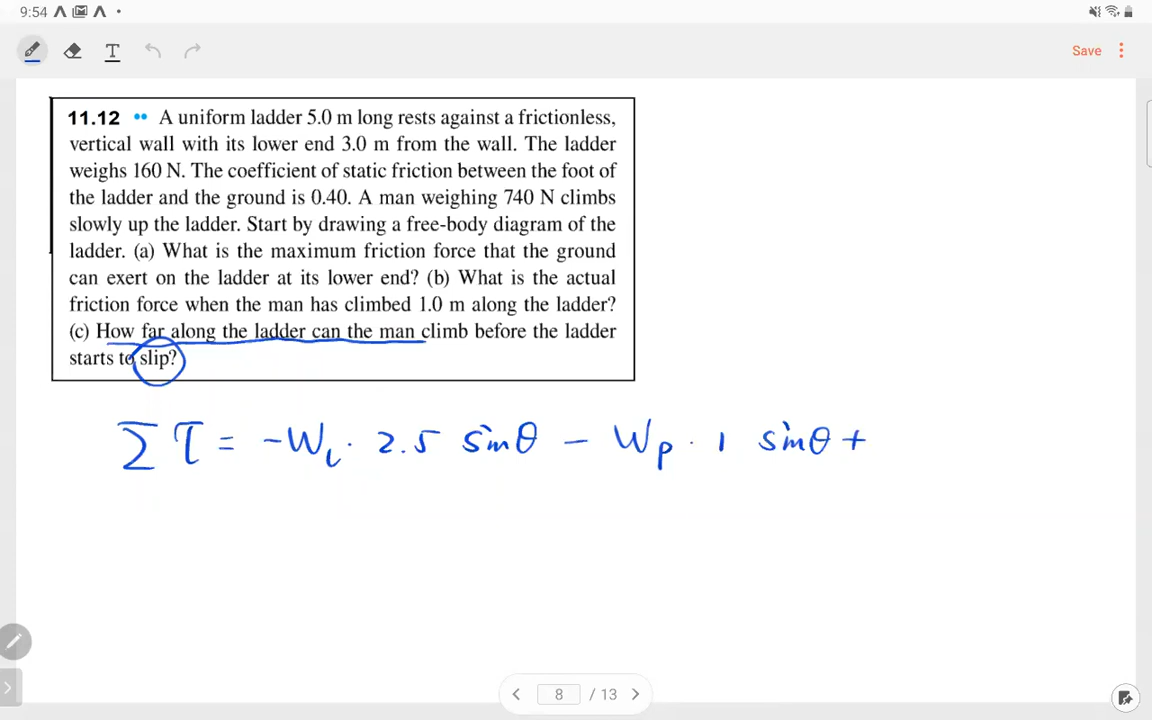 9:54
Save
11.12 •• A uniform ladder 5.0 m long rests against a frictionless,
vertical wall with its lower end 3.0 m from the wall. The ladder
weighs 160 N. The coefficient of static friction between the foot of
the ladder and the ground is 0.40. A man weighing 740 N climbs
slowly up the ladder. Start by drawing a free-body diagram of the
ladder. (a) What is the maximum friction force that the ground
can exert on the ladder at its lower end? (b) What is the actual
friction force when the man has climbed 1.0 m along the ladder?
(c) How far along the ladder can the man climb before the ladder
starts to slip?
Σ τ = -W_L · 2.5 sinθ - W_P · 1 sinθ +
8 / 13